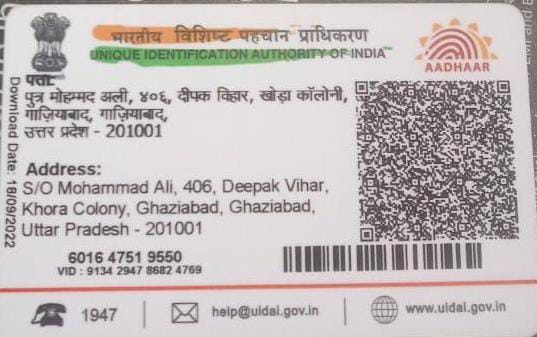 भारतीय विशिष्ट पहचान प्राधिकरण
UNIQUE IDENTIFICATION AUTHORITY OF INDIA
AADHAAR
Download Date: 18/09/2022
पता:
पुत्र मोहम्मद अली, ४०६, दीपक विहार, खोड़ा कॉलोनी,
गाज़ियाबाद, गाज़ियाबाद,
उत्तर प्रदेश - 201001
Address:
S/O Mohammad Ali, 406, Deepak Vihar,
Khora Colony, Ghaziabad, Ghaziabad,
Uttar Pradesh - 201001
6016 4751 9550
VID : 9134 2947 8682 4769
1947
help@uidai.gov.in
www.uidai.gov.in